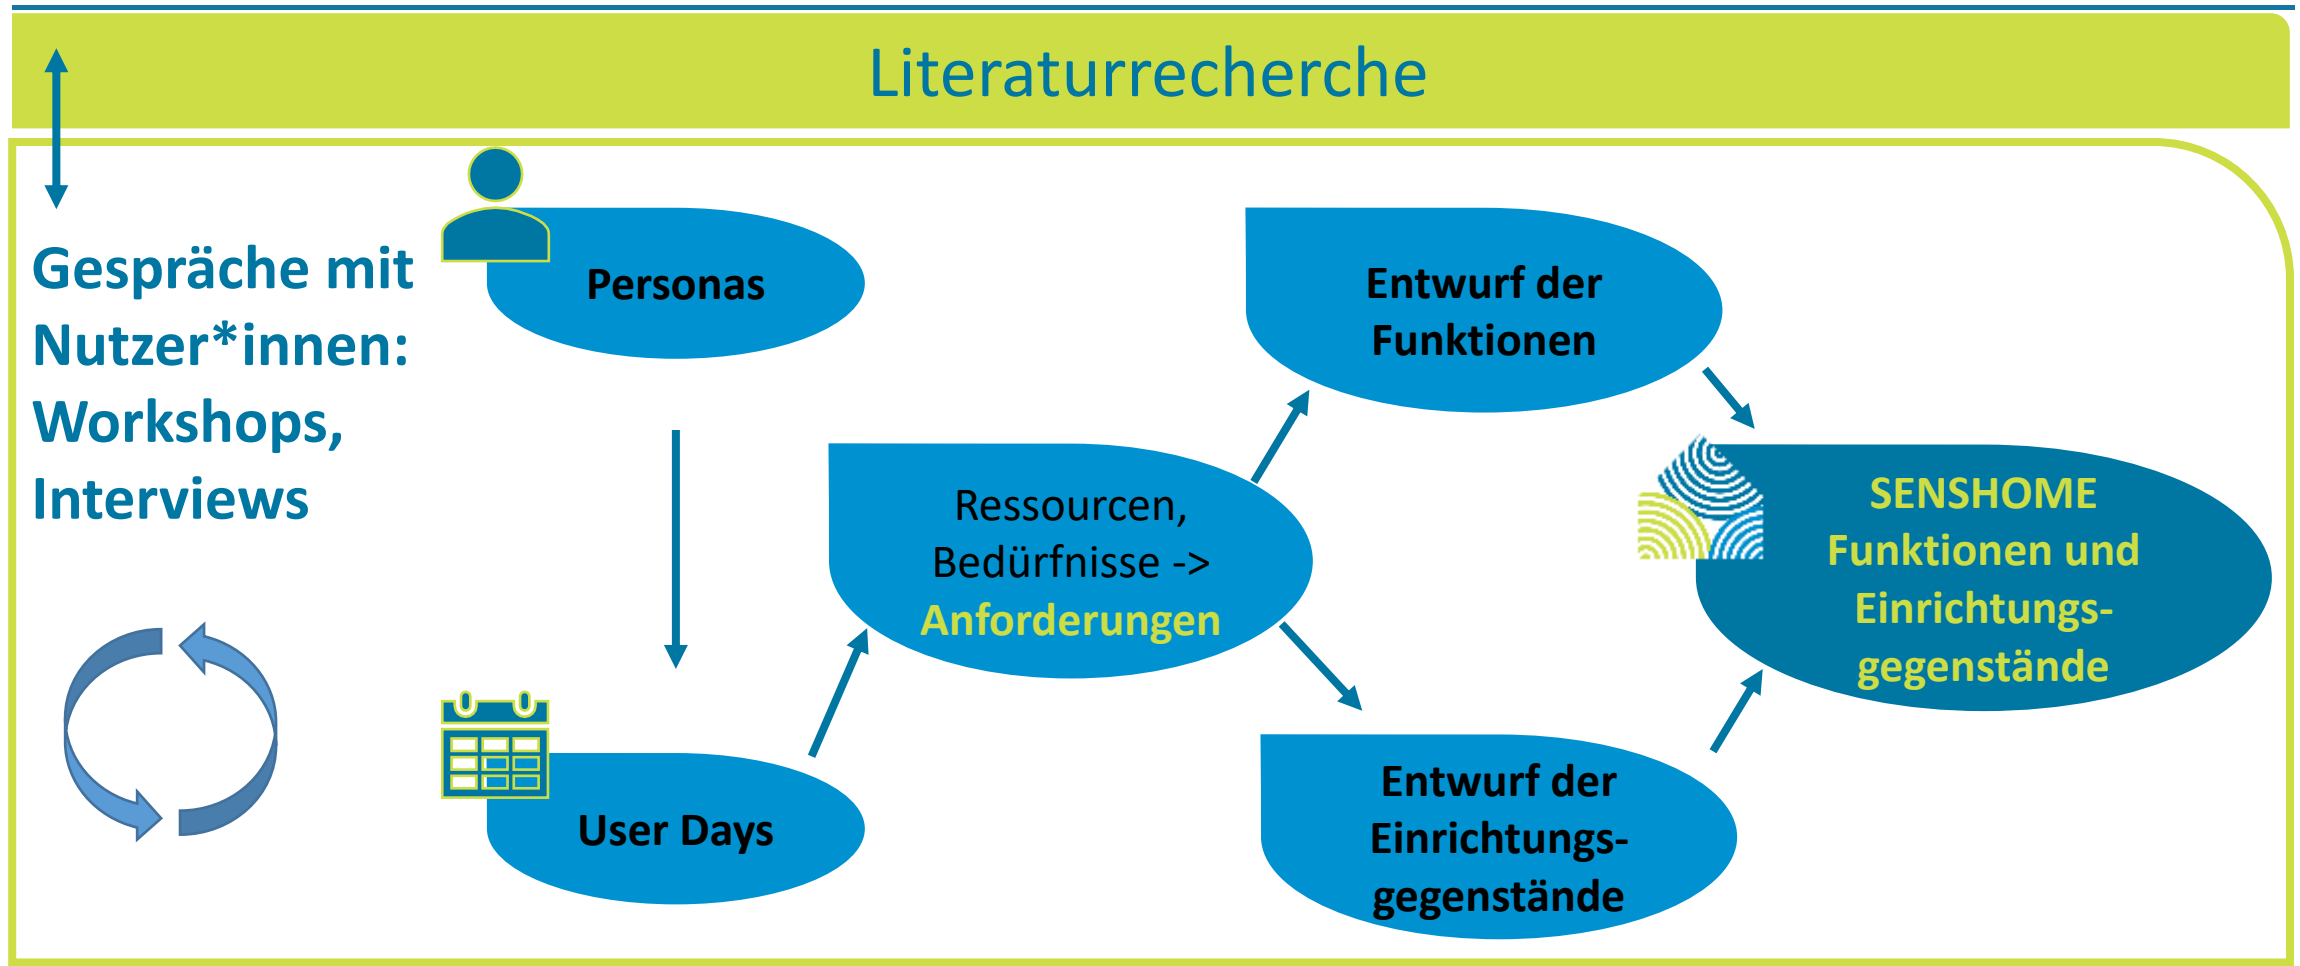 Literaturrecherche
Gespräche mit
Nutzer*innen:
Workshops,
Interviews
Personas
User Days
Ressourcen,
Bedürfnisse ->
Anforderungen
Entwurf der
Funktionen
Entwurf der
Einrichtungs-
gegenstände
SENSHOME
Funktionen und
Einrichtungs-
gegenstände